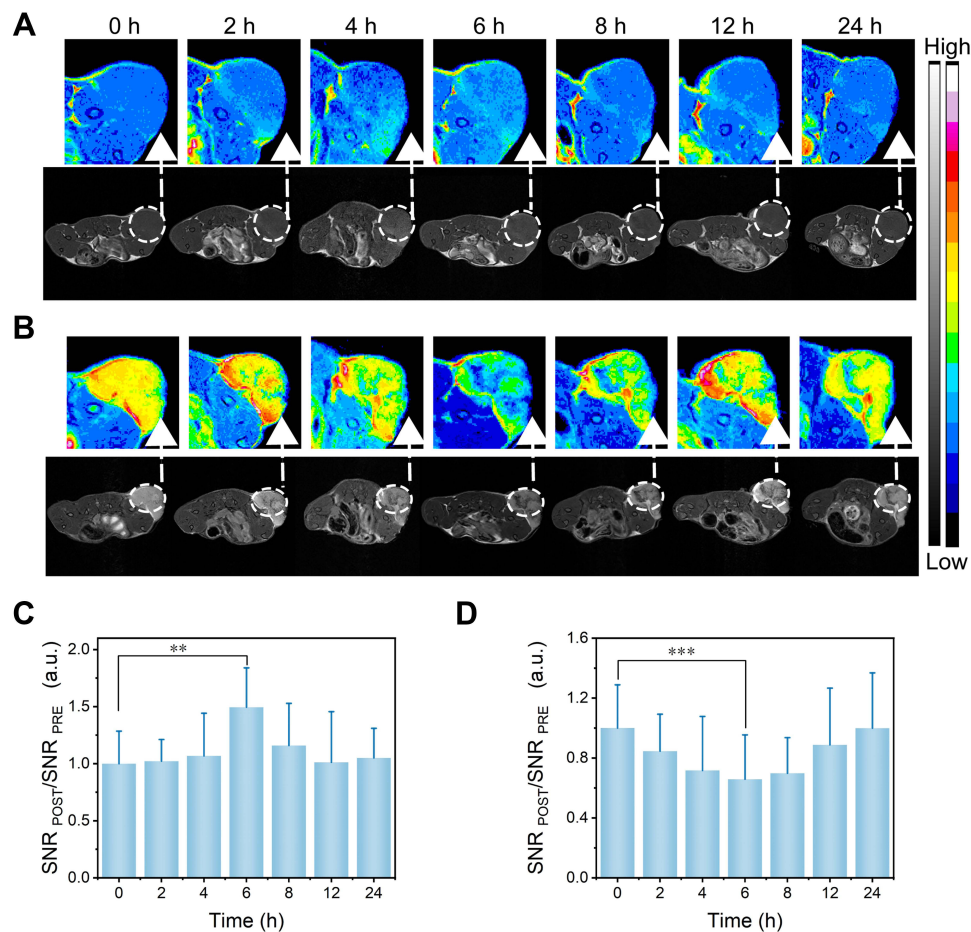 A
0 h 2 h 4 h 6 h 8 h 12 h 24 h
High
Low
B
C
**
SNR POST/SNR PRE (a.u.)
2.0
1.5
1.0
0.5
0.0
0 2 4 6 8 12 24
Time (h)
D
***
SNR POST/SNR PRE (a.u.)
1.6
1.2
0.8
0.4
0.0
0 2 4 6 8 12 24
Time (h)